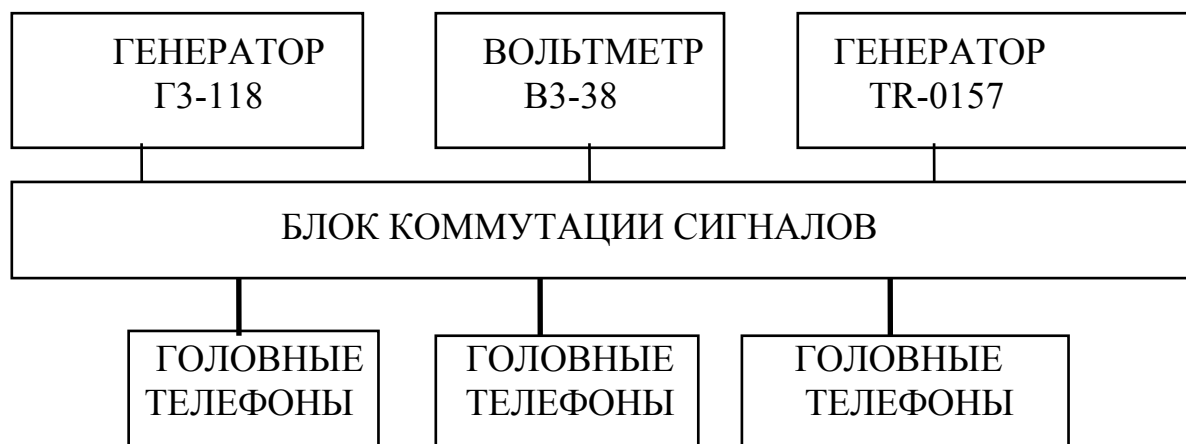 ГЕНЕРАТОР
Г3-118
ВОЛЬТМЕТР
В3-38
ГЕНЕРАТОР
TR-0157
БЛОК КОММУТАЦИИ СИГНАЛОВ
ГОЛОВНЫЕ
ТЕЛЕФОНЫ
ГОЛОВНЫЕ
ТЕЛЕФОНЫ
ГОЛОВНЫЕ
ТЕЛЕФОНЫ